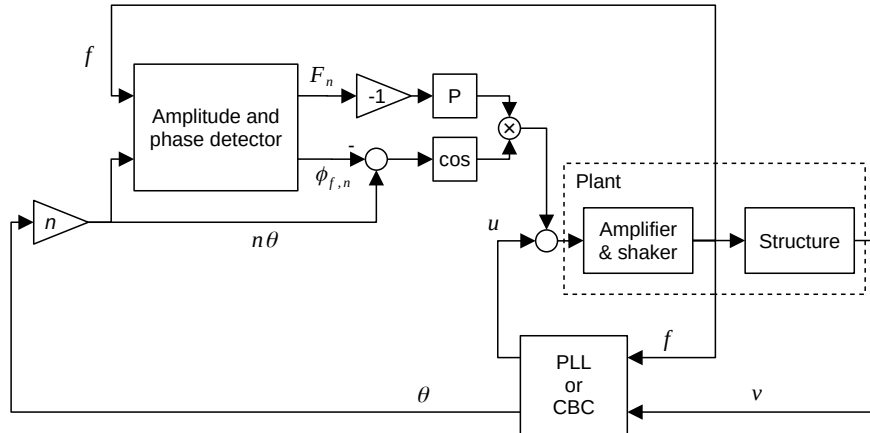 f
F_n
-1
P
Amplitude and
phase detector
×
-
cos
ϕ_{f,n}
Plant
n
nθ
u
Amplifier
& shaker
Structure
f
PLL
or
CBC
θ
v